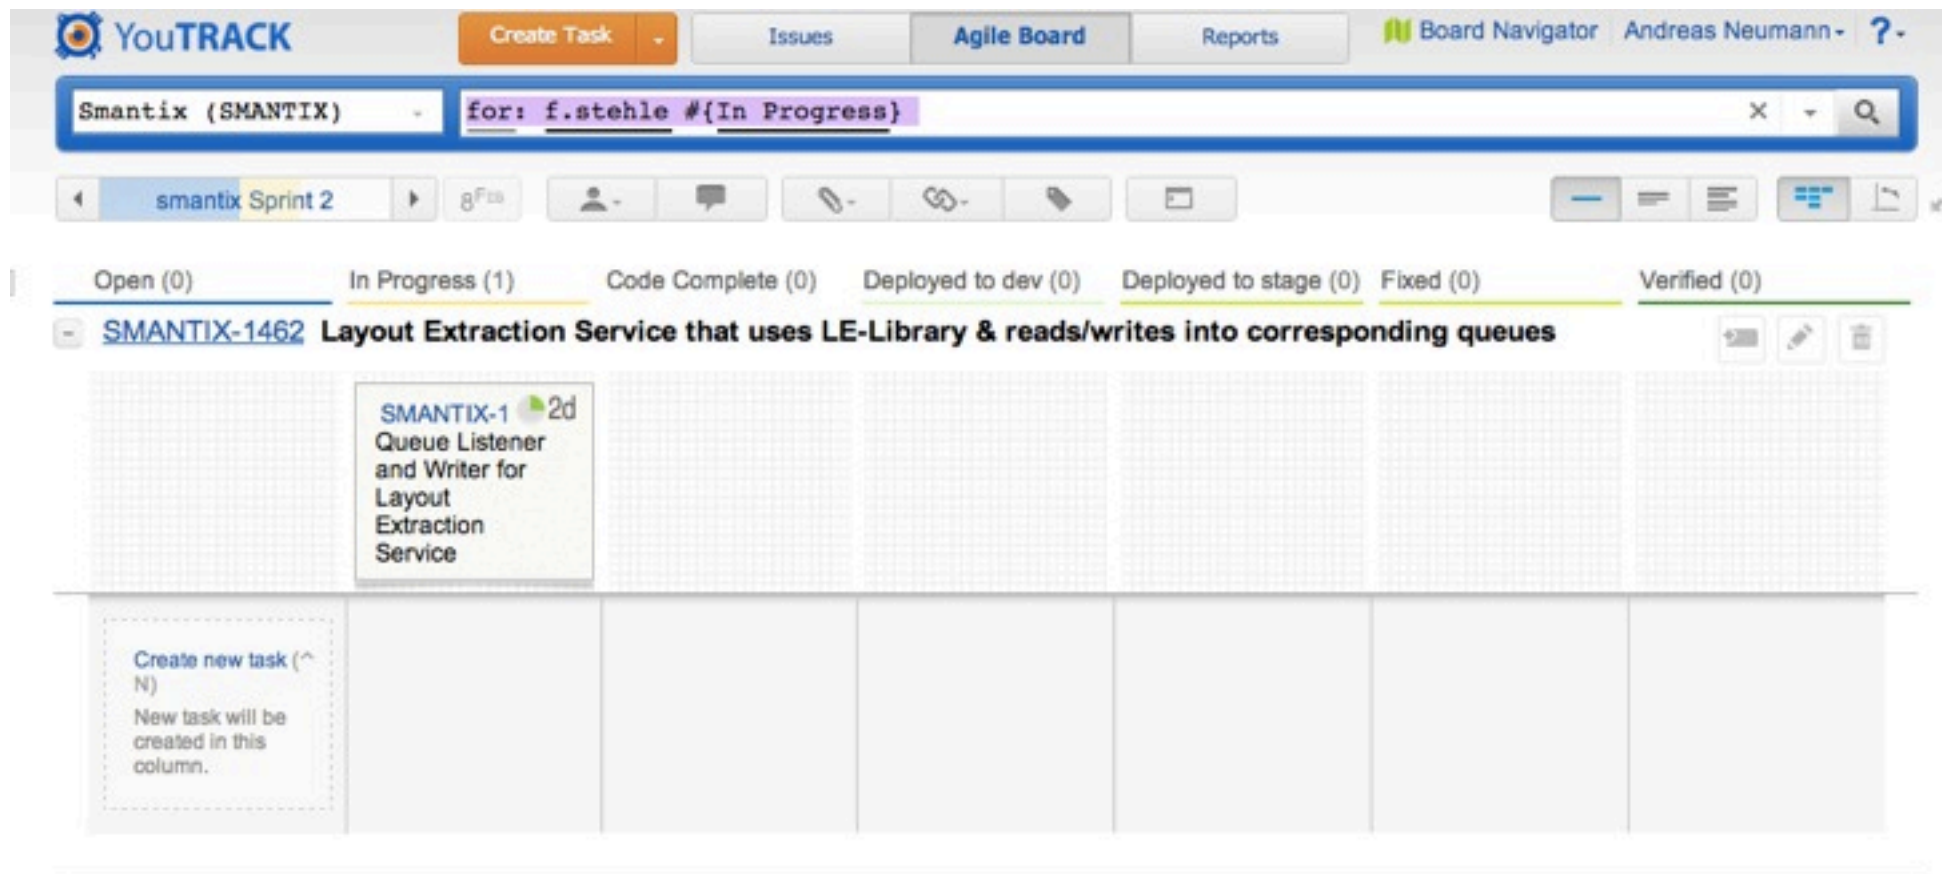 YouTRACK
Create Task
Issues
Agile Board
Reports
Board Navigator
Andreas Neumann
?
Smantix (SMANTIX)
for: f.stehle #{In Progress}
smantix Sprint 2
8 Feb
Open (0)
In Progress (1)
Code Complete (0)
Deployed to dev (0)
Deployed to stage (0)
Fixed (0)
Verified (0)
SMANTIX-1462 Layout Extraction Service that uses LE-Library & reads/writes into corresponding queues
SMANTIX-1 2d
Queue Listener
and Writer for
Layout
Extraction
Service
Create new task (^
N)
New task will be
created in this
column.